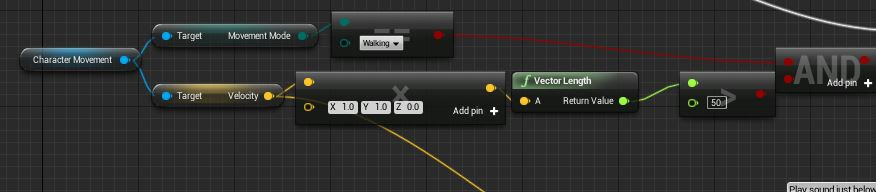 Character Movement
Target Movement Mode
==
Walking
Target Velocity
X 1.0 Y 1.0 Z 0.0
×
Add pin +
f Vector Length
A Return Value
50
>
AND
Add pin +
Play sound just below